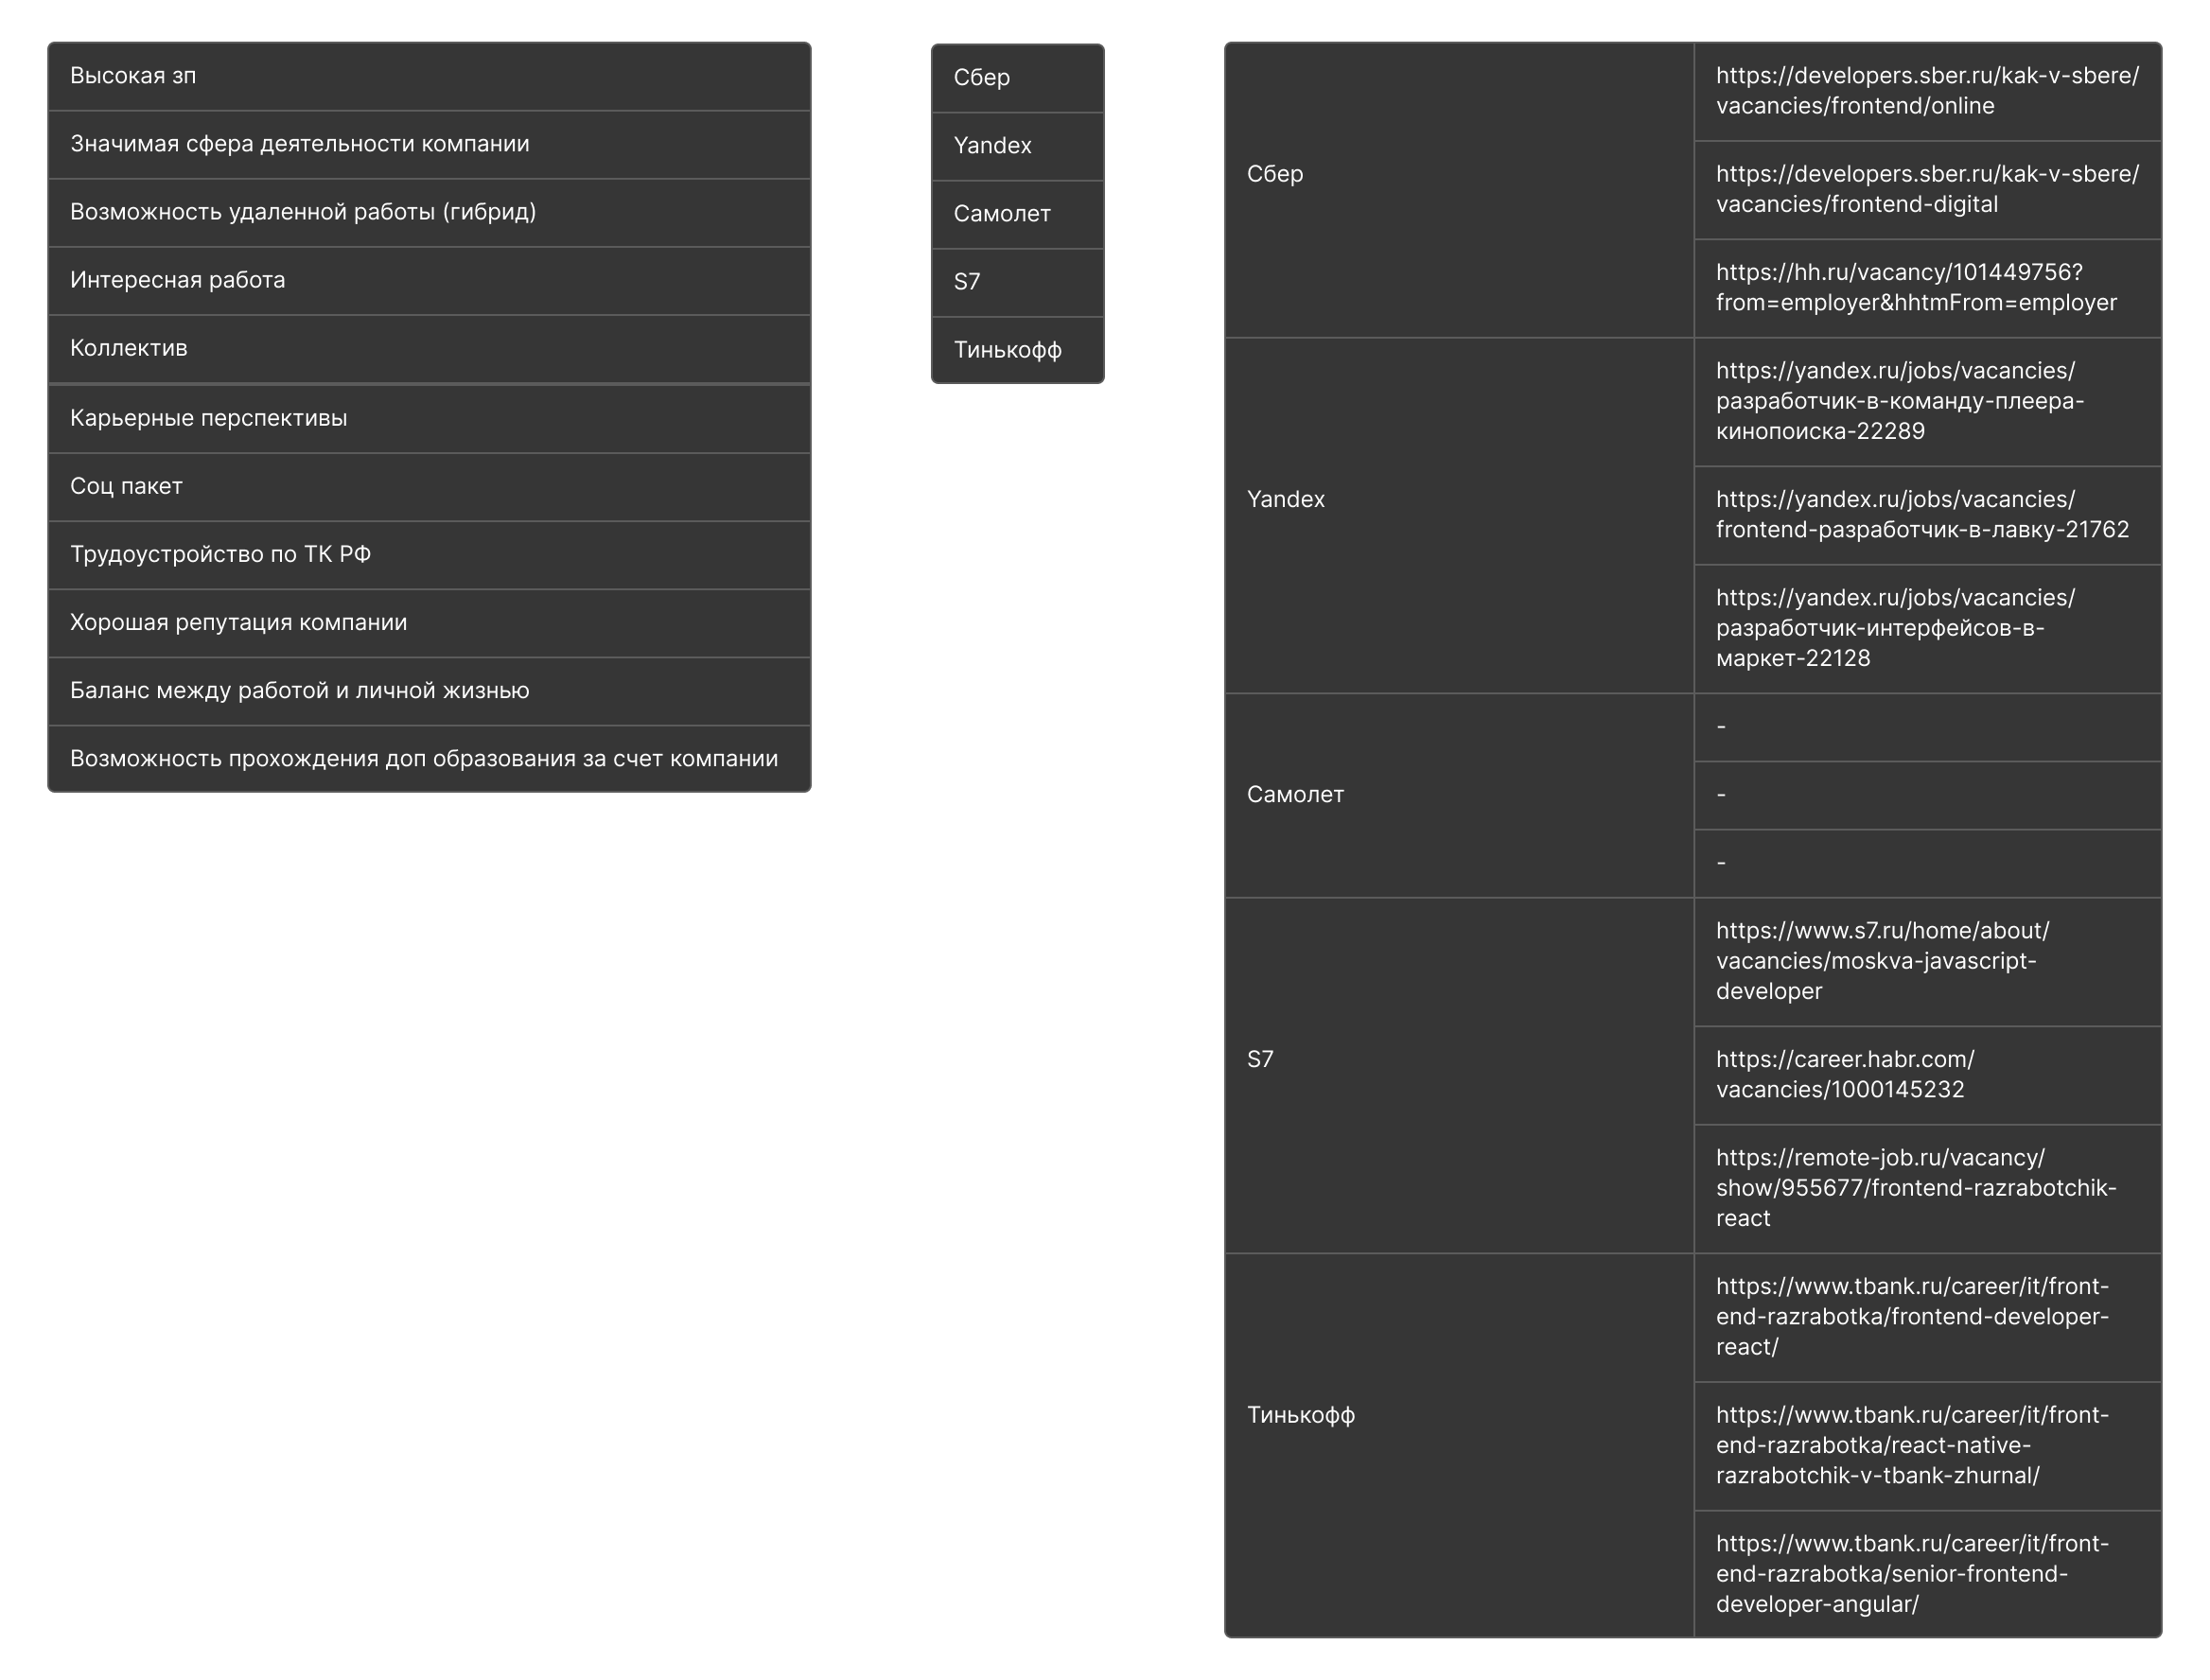 Высокая зп
Значимая сфера деятельности компании
Возможность удаленной работы (гибрид)
Интересная работа
Коллектив
Карьерные перспективы
Соц пакет
Трудоустройство по ТК РФ
Хорошая репутация компании
Баланс между работой и личной жизнью
Возможность прохождения доп образования за счет компании
Сбер
Yandex
Самолет
S7
Тинькофф
Сбер
https://developers.sber.ru/kak-v-sbere/
vacancies/frontend/online
https://developers.sber.ru/kak-v-sbere/
vacancies/frontend-digital
https://hh.ru/vacancy/101449756?
from=employer&hhtmFrom=employer
Yandex
https://yandex.ru/jobs/vacancies/
разработчик-в-команду-плеера-
кинопоиска-22289
https://yandex.ru/jobs/vacancies/
frontend-разработчик-в-лавку-21762
https://yandex.ru/jobs/vacancies/
разработчик-интерфейсов-в-
маркет-22128
Самолет
-
-
-
S7
https://www.s7.ru/home/about/
vacancies/moskva-javascript-
developer
https://career.habr.com/
vacancies/1000145232
https://remote-job.ru/vacancy/
show/955677/frontend-razrabotchik-
react
Тинькофф
https://www.tbank.ru/career/it/front-
end-razrabotka/frontend-developer-
react/
https://www.tbank.ru/career/it/front-
end-razrabotka/react-native-
razrabotchik-v-tbank-zhurnal/
https://www.tbank.ru/career/it/front-
end-razrabotka/senior-frontend-
developer-angular/